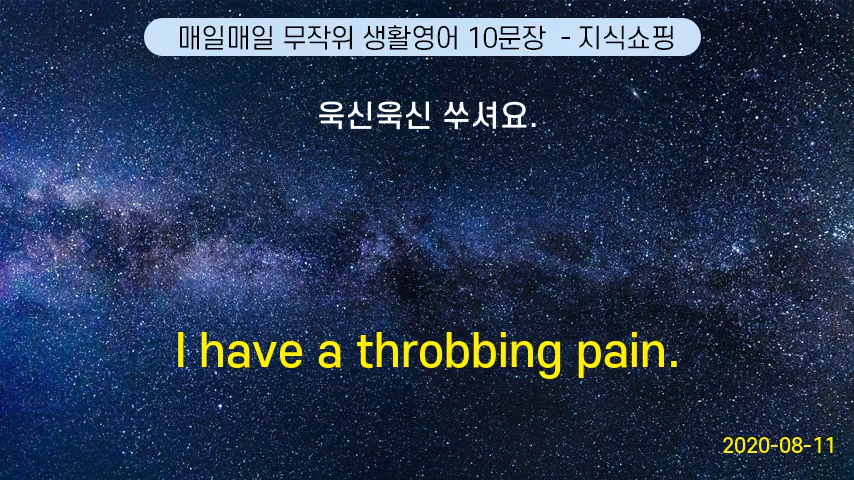 매일매일 무작위 생활영어 10문장 - 지식쇼핑
욱신욱신 쑤셔요.
I have a throbbing pain.
2020-08-11